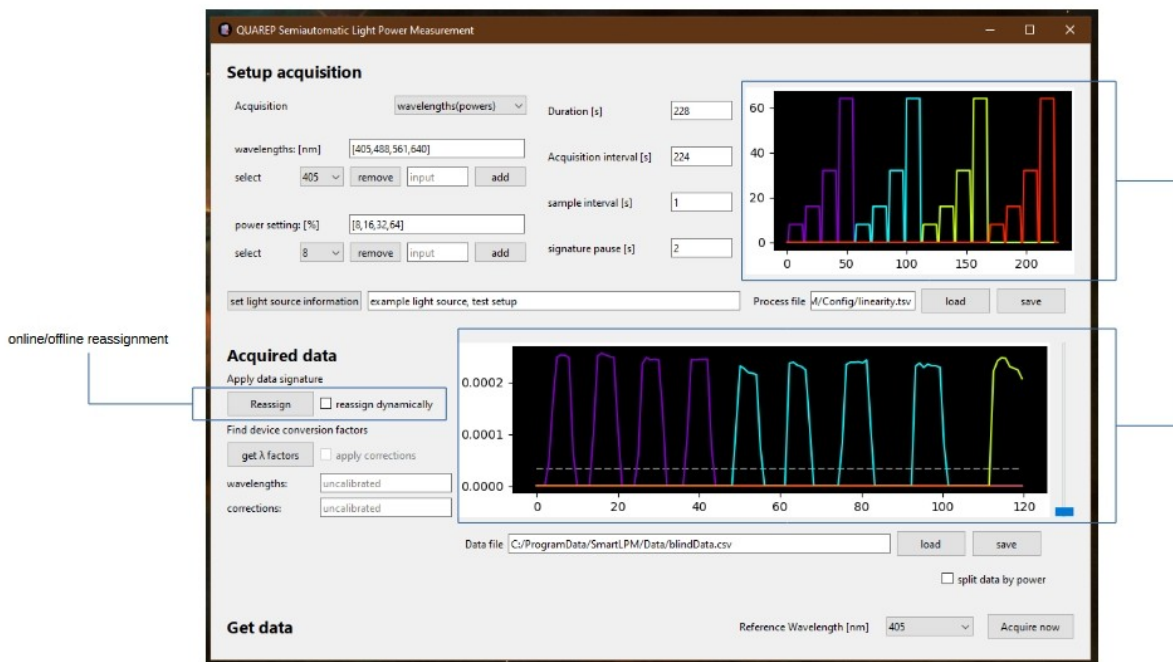 QUAREP Semiautomatic Light Power Measurement
Setup acquisition
Acquisition wavelengths(powers)
Duration [s] 228
wavelengths: [nm] [405,488,561,640]
Acquisition interval [s] 224
select 405 remove input add
sample interval [s] 1
power setting: [%] [8,16,32,64]
select 8 remove input add
signature pause [s] 2
60
40
20
0
0 50 100 150 200
set light source information example light source, test setup Process file M/Config/linearity.tsv load save
online/offline reassignment
Acquired data
Apply data signature
Reassign reassign dynamically
Find device conversion factors
get λ factors apply corrections
wavelengths: uncalibrated
corrections: uncalibrated
0.0002
0.0001
0.0000
0 20 40 60 80 100 120
Data file C:/ProgramData/SmartLPM/Data/blindData.csv load save
split data by power
Get data
Reference Wavelength [nm] 405 Acquire now